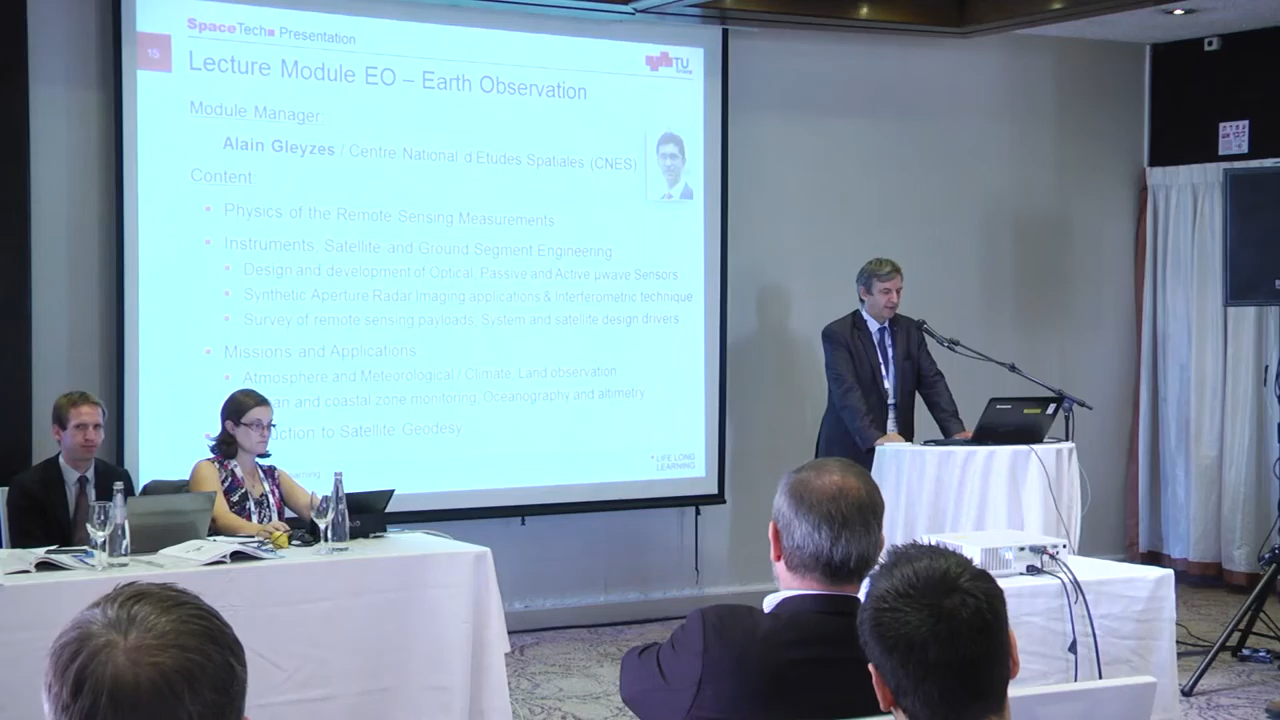 SpaceTech Presentation
15
TU
Lecture Module EO – Earth Observation
Module Manager:
Alain Gleyzes / Centre National d'Etudes Spatiales (CNES)
Content:
Physics of the Remote Sensing Measurements
Instruments, Satellite and Ground Segment Engineering
Design and development of Optical, Passive and Active µwave Sensors
Synthetic Aperture Radar Imaging applications & Interferometric technique
Survey of remote sensing payloads, System and satellite design drivers
Missions and Applications
Atmosphere and Meteorological / Climate, Land observation
and coastal zone monitoring, Oceanography and altimetry
to Satellite Geodesy
LIFE LONG
LEARNING